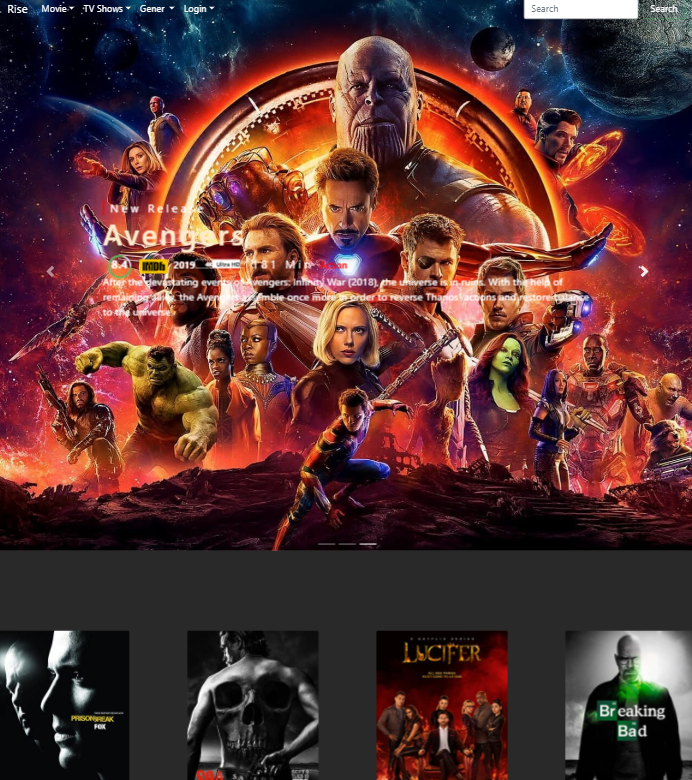 Rise Movie TV Shows Gener Login Search Search
New Release
Avengers
8.4 IMDb 2019 Ultra HD 181 Min
After the devastating events of Avengers: Infinity War (2018), the universe is in ruins. With the help of
remaining allies, the Avengers assemble once more in order to reverse Thanos' actions and restore balance
to the universe.
A NETFLIX SERIES
LUCIFER
PRISON BREAK
FOX
Breaking
Bad